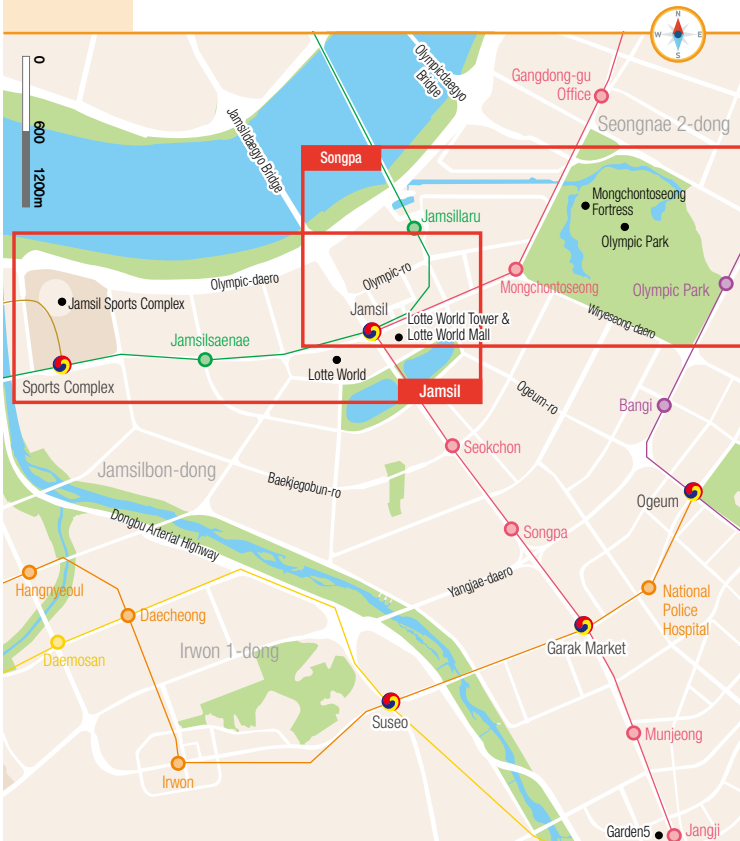 N
W
E
S
0
600
1200m
Olympicdaegyo
Bridge
Gangdong-gu
Office
Seongnae 2-dong
Jamsildaegyo Bridge
Songpa
Mongchontoseong
Fortress
Olympic Park
Jamsillaru
Olympic-daero
Olympic-ro
Mongchontoseong
Olympic Park
Jamsil Sports Complex
Jamsil
Lotte World Tower &
Lotte World Mall
Wiryeseong-daero
Jamsilsaenae
Lotte World
Sports Complex
Jamsil
Ogeum-ro
Bangi
Seokchon
Jamsilbon-dong
Baekjegobun-ro
Ogeum
Dongbu Arterial Highway
Songpa
Yangjae-daero
Hangnyeoul
Daecheong
National
Police
Hospital
Daemosan
Irwon 1-dong
Garak Market
Suseo
Munjeong
Irwon
Garden5
Jangji